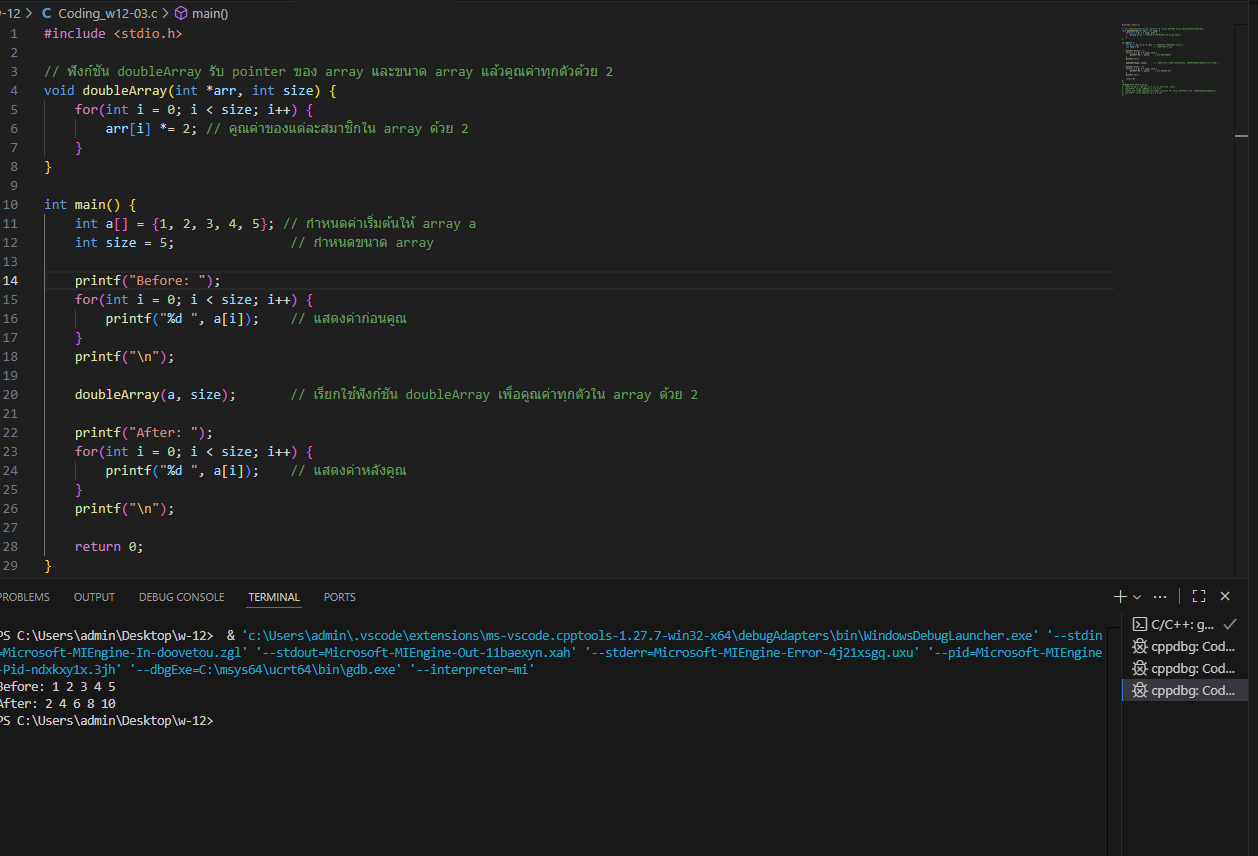 -12 > C Coding_w12-03.c > main()
1 #include <stdio.h>
2
3 // ฟังก์ชัน doubleArray รับ pointer ของ array และขนาด array แล้วคูณค่าทุกตัวด้วย 2
4 void doubleArray(int *arr, int size) {
5     for(int i = 0; i < size; i++) {
6         arr[i] *= 2; // คูณค่าของแต่ละสมาชิกใน array ด้วย 2
7     }
8 }
9
10 int main() {
11     int a[] = {1, 2, 3, 4, 5}; // กำหนดค่าเริ่มต้นให้ array a
12     int size = 5;               // กำหนดขนาด array
13
14     printf("Before: ");
15     for(int i = 0; i < size; i++) {
16         printf("%d ", a[i]);    // แสดงค่าก่อนคูณ
17     }
18     printf("\n");
19
20     doubleArray(a, size);       // เรียกใช้ฟังก์ชัน doubleArray เพื่อคูณค่าทุกตัวใน array ด้วย 2
21
22     printf("After: ");
23     for(int i = 0; i < size; i++) {
24         printf("%d ", a[i]);    // แสดงค่าหลังคูณ
25     }
26     printf("\n");
27
28     return 0;
29 }
PROBLEMS OUTPUT DEBUG CONSOLE TERMINAL PORTS
PS C:\Users\admin\Desktop\w-12>  & 'c:\Users\admin\.vscode\extensions\ms-vscode.cpptools-1.27.7-win32-x64\debugAdapters\bin\WindowsDebugLauncher.exe' '--stdin
=Microsoft-MIEngine-In-doovetou.zgl' '--stdout=Microsoft-MIEngine-Out-11baexyn.xah' '--stderr=Microsoft-MIEngine-Error-4j21xsgq.uxu' '--pid=Microsoft-MIEngine
-Pid-ndxkxy1x.3jh' '--dbgExe=C:\msys64\ucrt64\bin\gdb.exe' '--interpreter=mi'
Before: 1 2 3 4 5
After: 2 4 6 8 10
PS C:\Users\admin\Desktop\w-12>
C/C++: g...
cppdbg: Cod...
cppdbg: Cod...
cppdbg: Cod...